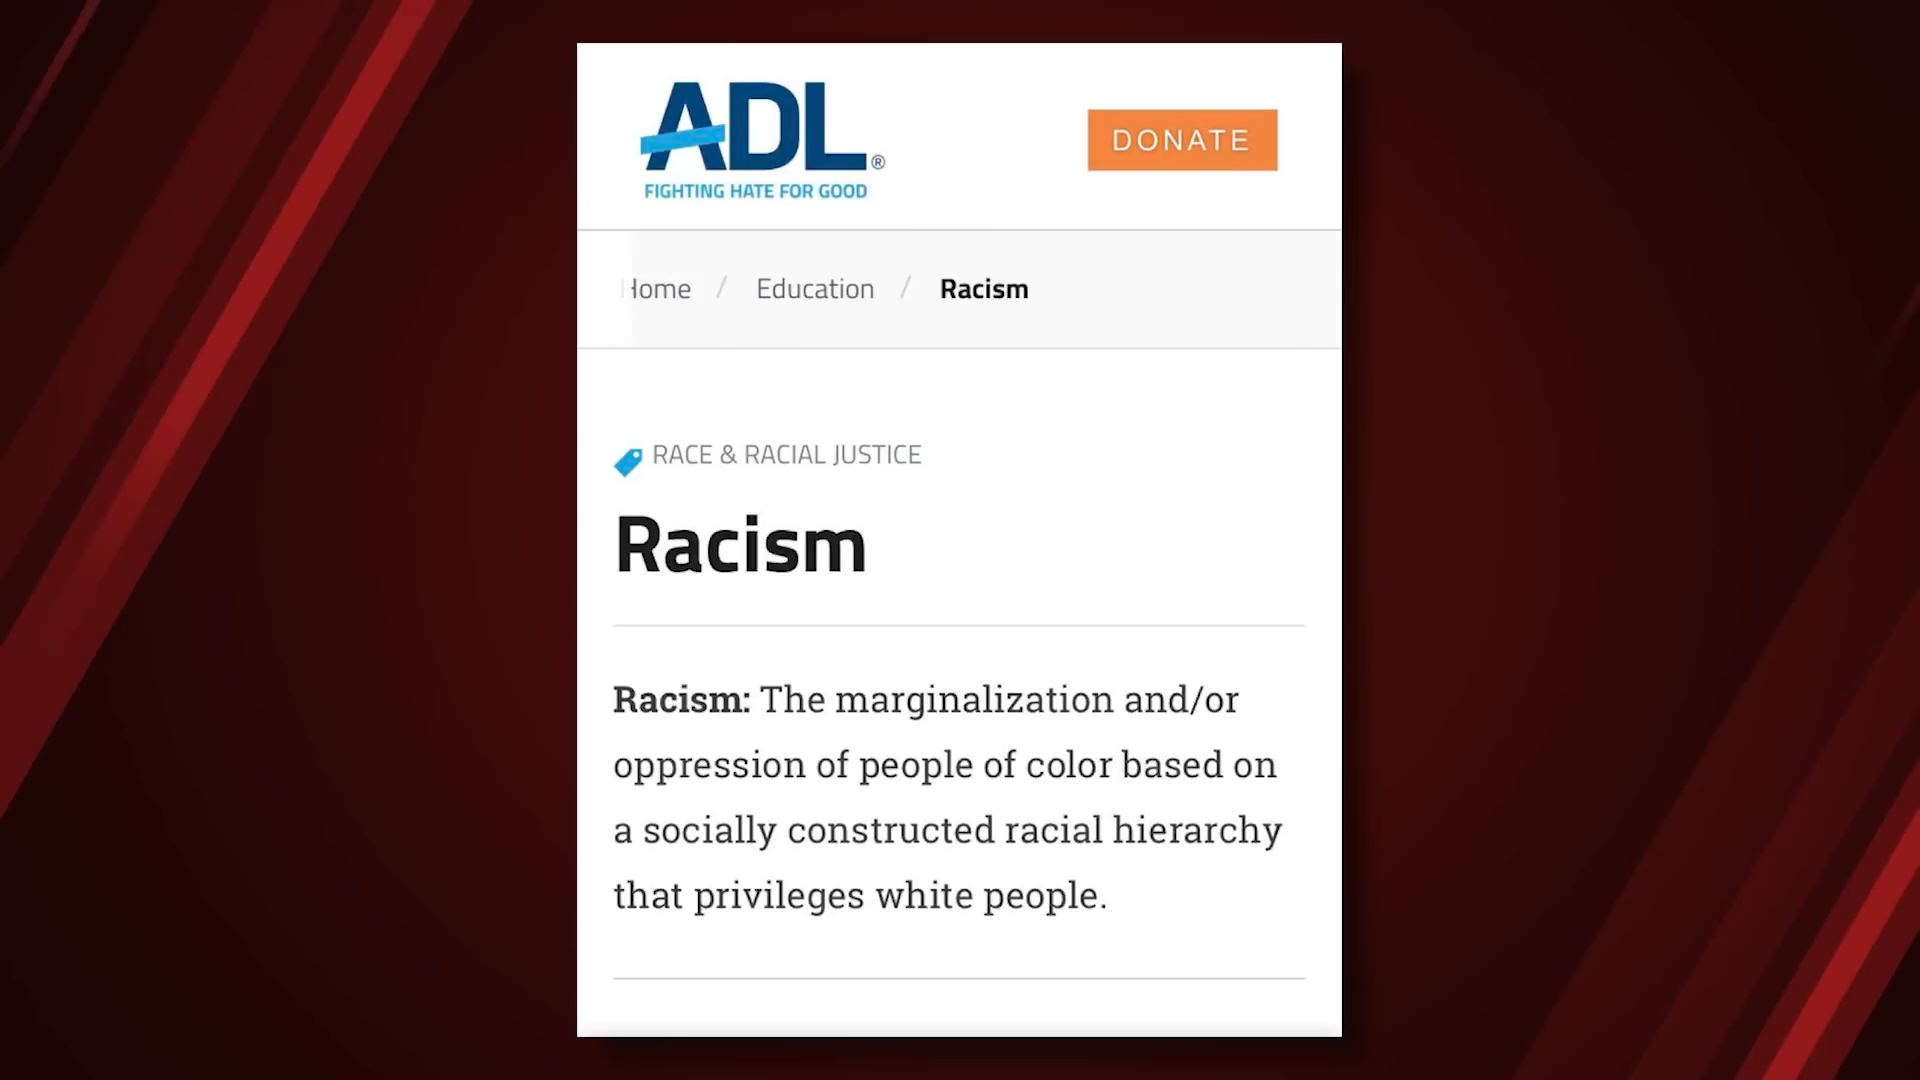 ADL®
FIGHTING HATE FOR GOOD
DONATE
Home / Education / Racism
RACE & RACIAL JUSTICE
Racism
Racism: The marginalization and/or
oppression of people of color based on
a socially constructed racial hierarchy
that privileges white people.